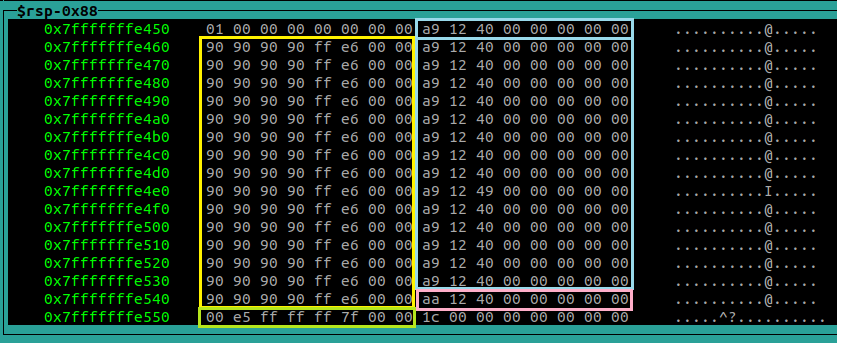 $rsp-0x88
0x7fffffffe450 01 00 00 00 00 00 00 00 a9 12 40 00 00 00 00 00 ..........@.....
0x7fffffffe460 90 90 90 90 ff e6 00 00 a9 12 40 00 00 00 00 00 ..........@.....
0x7fffffffe470 90 90 90 90 ff e6 00 00 a9 12 40 00 00 00 00 00 ..........@.....
0x7fffffffe480 90 90 90 90 ff e6 00 00 a9 12 40 00 00 00 00 00 ..........@.....
0x7fffffffe490 90 90 90 90 ff e6 00 00 a9 12 40 00 00 00 00 00 ..........@.....
0x7fffffffe4a0 90 90 90 90 ff e6 00 00 a9 12 40 00 00 00 00 00 ..........@.....
0x7fffffffe4b0 90 90 90 90 ff e6 00 00 a9 12 40 00 00 00 00 00 ..........@.....
0x7fffffffe4c0 90 90 90 90 ff e6 00 00 a9 12 40 00 00 00 00 00 ..........@.....
0x7fffffffe4d0 90 90 90 90 ff e6 00 00 a9 12 40 00 00 00 00 00 ..........@.....
0x7fffffffe4e0 90 90 90 90 ff e6 00 00 a9 12 49 00 00 00 00 00 ..........I.....
0x7fffffffe4f0 90 90 90 90 ff e6 00 00 a9 12 40 00 00 00 00 00 ..........@.....
0x7fffffffe500 90 90 90 90 ff e6 00 00 a9 12 40 00 00 00 00 00 ..........@.....
0x7fffffffe510 90 90 90 90 ff e6 00 00 a9 12 40 00 00 00 00 00 ..........@.....
0x7fffffffe520 90 90 90 90 ff e6 00 00 a9 12 40 00 00 00 00 00 ..........@.....
0x7fffffffe530 90 90 90 90 ff e6 00 00 a9 12 40 00 00 00 00 00 ..........@.....
0x7fffffffe540 90 90 90 90 ff e6 00 00 aa 12 40 00 00 00 00 00 ..........@.....
0x7fffffffe550 00 e5 ff ff ff 7f 00 00 1c 00 00 00 00 00 00 00 .....^?..........